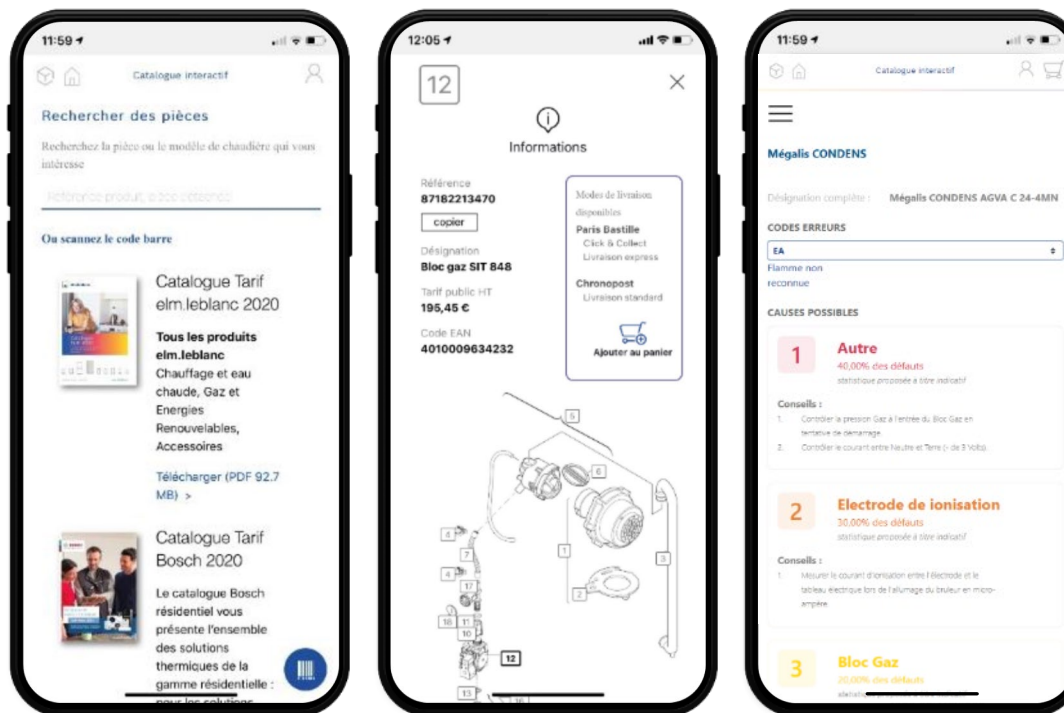 11:59
Catalogue interactif
Rechercher des pièces
Recherchez la pièce ou le modèle de chaudière qui vous
intéresse
Ou scannez le code barre
Catalogue Tarif
elm.leblanc 2020
Tous les produits
elm.leblanc
Chauffage et eau
chaude, Gaz et
Energies
Renouvelables,
Accessoires
Télécharger (PDF 92.7
MB) >
Catalogue Tarif
Bosch 2020
Le catalogue Bosch
résidentiel vous
présente l'ensemble
des solutions
thermiques de la
gamme résidentielle :
pour les solutions
12:05
12
Informations
Référence
87182213470
copier
Désignation
Bloc gaz SIT 848
Tarif public HT
195,45 €
Code EAN
4010009634232
Modes de livraison
disponibles
Paris Bastille
Click & Collect
Livraison express
Chronopost
Livraison standard
Ajouter au panier
5
6
4
7
1
3
4
17
2
18
11
10
12
13
16
11:59
Catalogue interactif
Mégalis CONDENS
Désignation complète : Mégalis CONDENS AGVA C 24-4MN
CODES ERREURS
EA
Flamme non
reconnue
CAUSES POSSIBLES
1
Autre
40,00% des défauts
statistique proposée à titre indicatif
Conseils :
1. Contrôler la pression Gaz à l'entrée du Bloc Gaz en
tentative de démarrage
2. Contrôler le courant entre Neutre et Terre (- de 3 Volts).
2
Electrode de ionisation
30,00% des défauts
statistique proposée à titre indicatif
Conseils :
1 Mesurer le courant d'ionisation entre l'électrode et le
tableau électrique lors de l'allumage du bruleur en micro-
ampère.
3
Bloc Gaz
20,00% des défauts